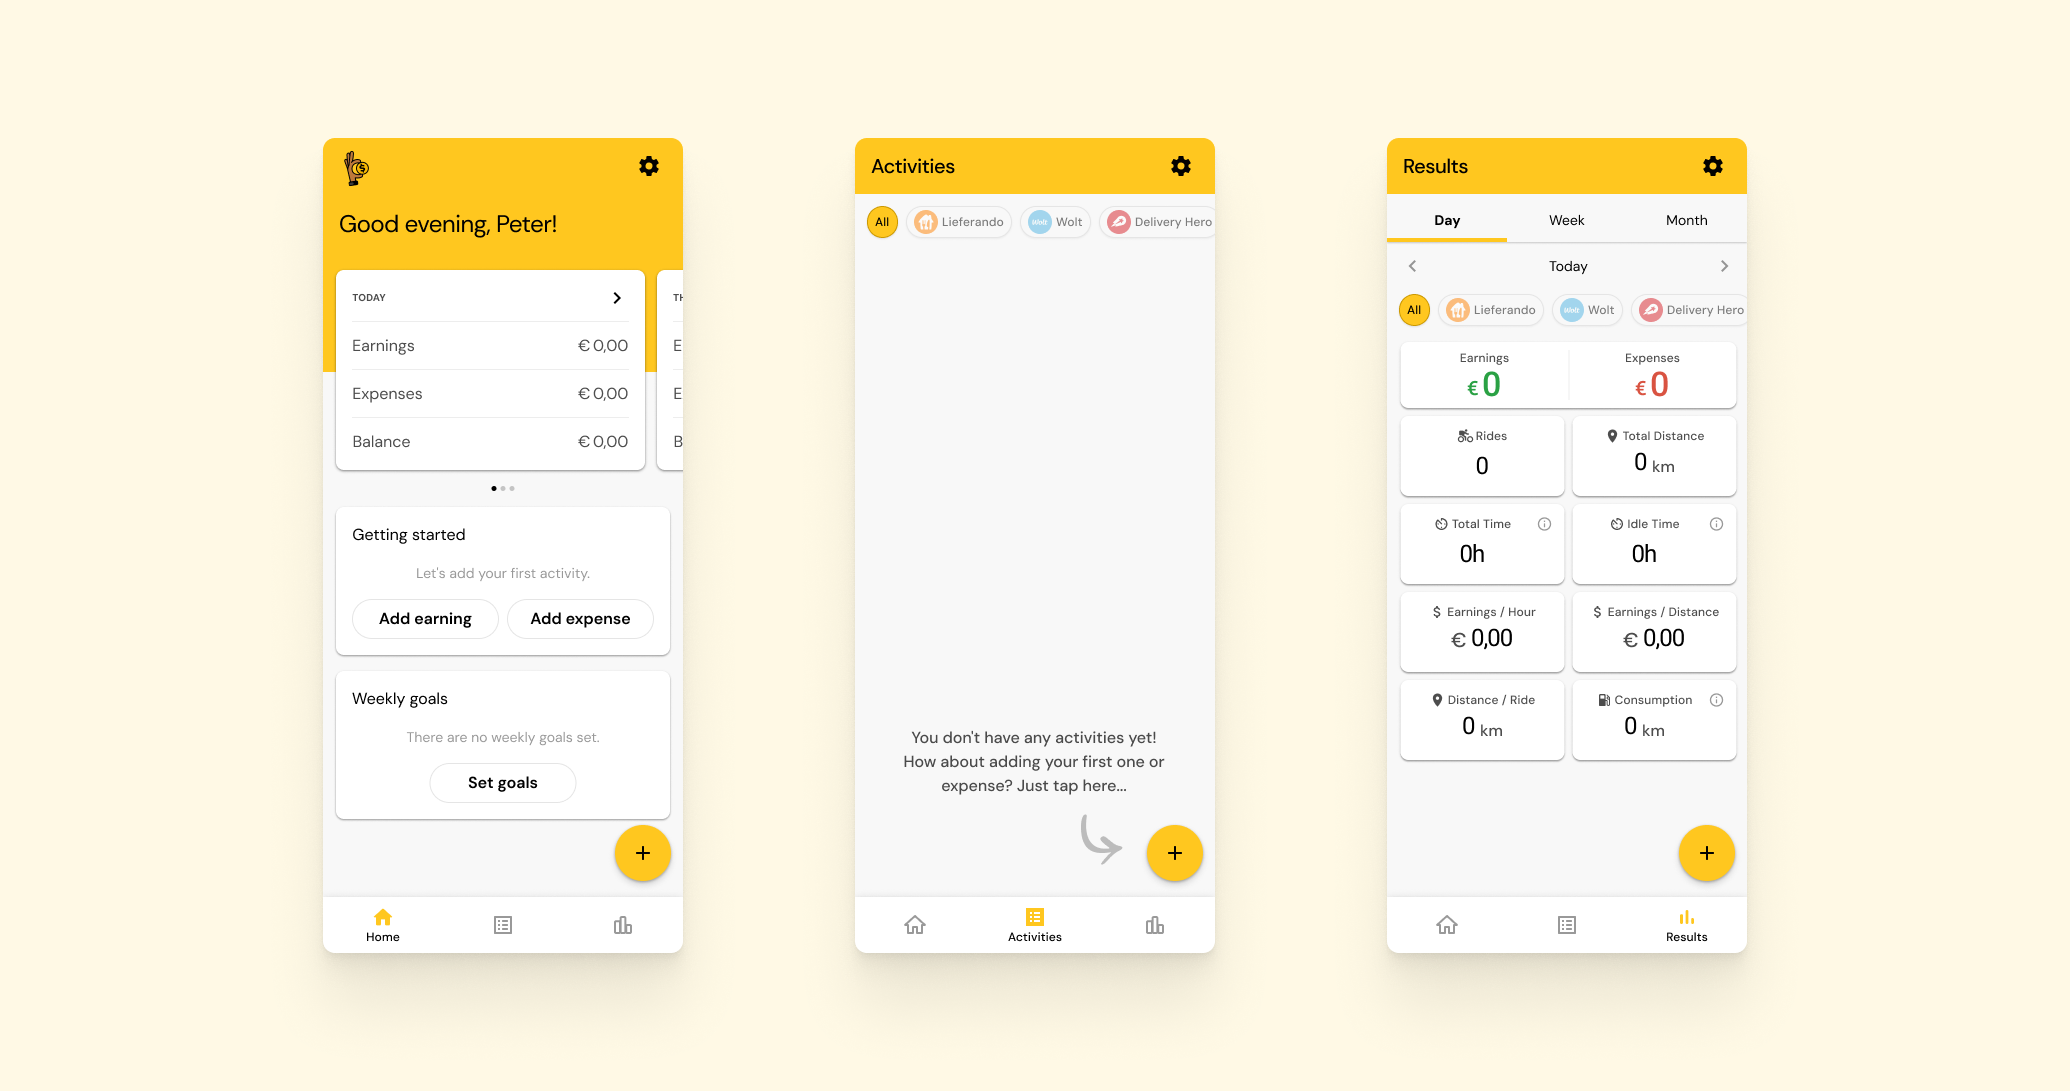 Good evening, Peter!
TODAY
TH
Earnings € 0,00
E
Expenses € 0,00
E
Balance € 0,00
B
Getting started
Let's add your first activity.
Add earning Add expense
Weekly goals
There are no weekly goals set.
Set goals
+
Home
Activities
All Lieferando Wolt Wolt Delivery Hero
You don't have any activities yet!
How about adding your first one or
expense? Just tap here...
+
Activities
Results
Day Week Month
Today
All Lieferando Wolt Wolt Delivery Hero
Earnings Expenses
€ 0 € 0
Rides Total Distance
0 0 km
Total Time Idle Time
0h 0h
$ Earnings / Hour $ Earnings / Distance
€ 0,00 € 0,00
Distance / Ride Consumption
0 km 0 km
+
Results